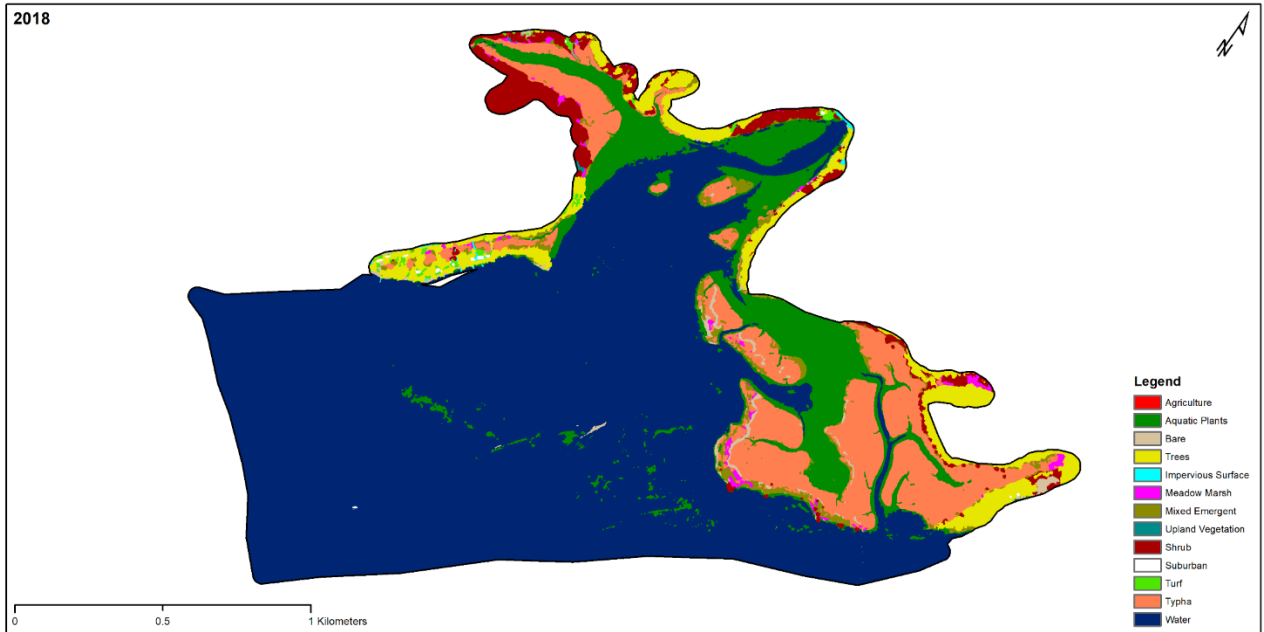 2018
N
Legend
Agriculture
Aquatic Plants
Bare
Trees
Impervious Surface
Meadow Marsh
Mixed Emergent
Upland Vegetation
Shrub
Suburban
Turf
Typha
Water
0 0.5 1 Kilometers